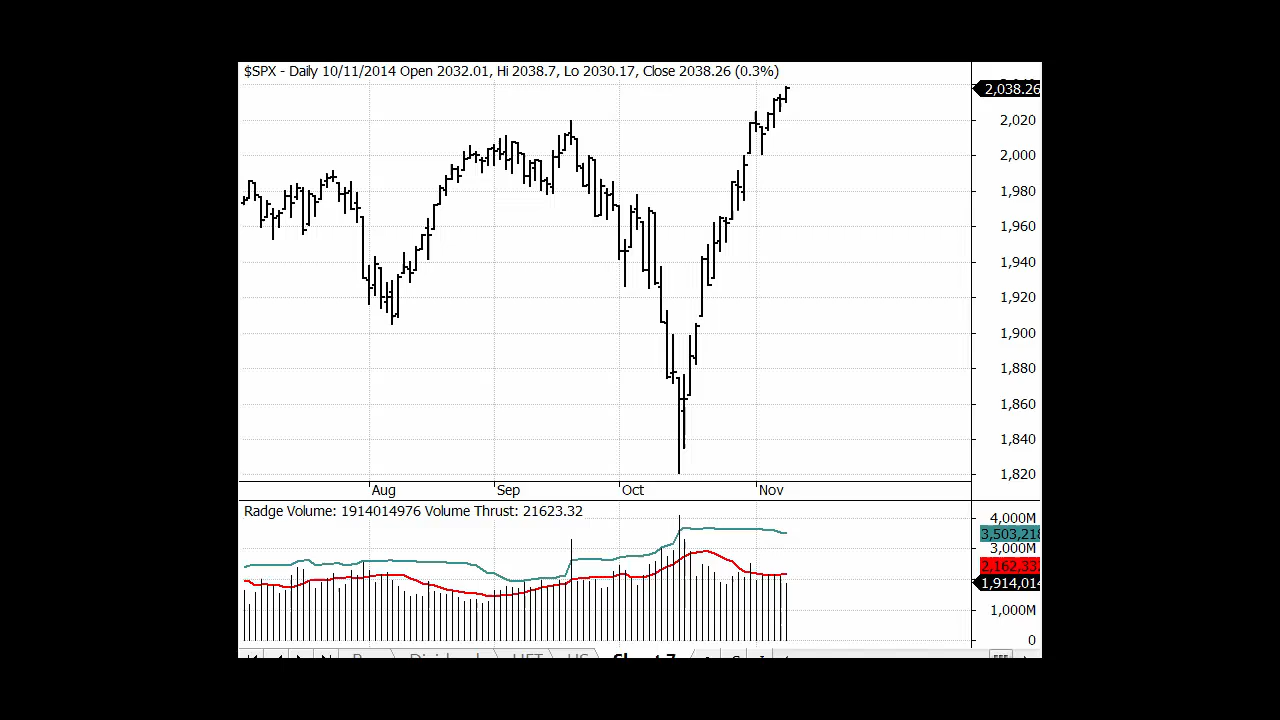 $SPX - Daily 10/11/2014 Open 2032.01, Hi 2038.7, Lo 2030.17, Close 2038.26 (0.3%)
2,038.26
2,020
2,000
1,980
1,960
1,940
1,920
1,900
1,880
1,860
1,840
1,820
Aug Sep Oct Nov
Radge Volume: 1914014976 Volume Thrust: 21623.32
4,000M
3,503,218
3,000M
2,162,33
1,914,014
1,000M
0